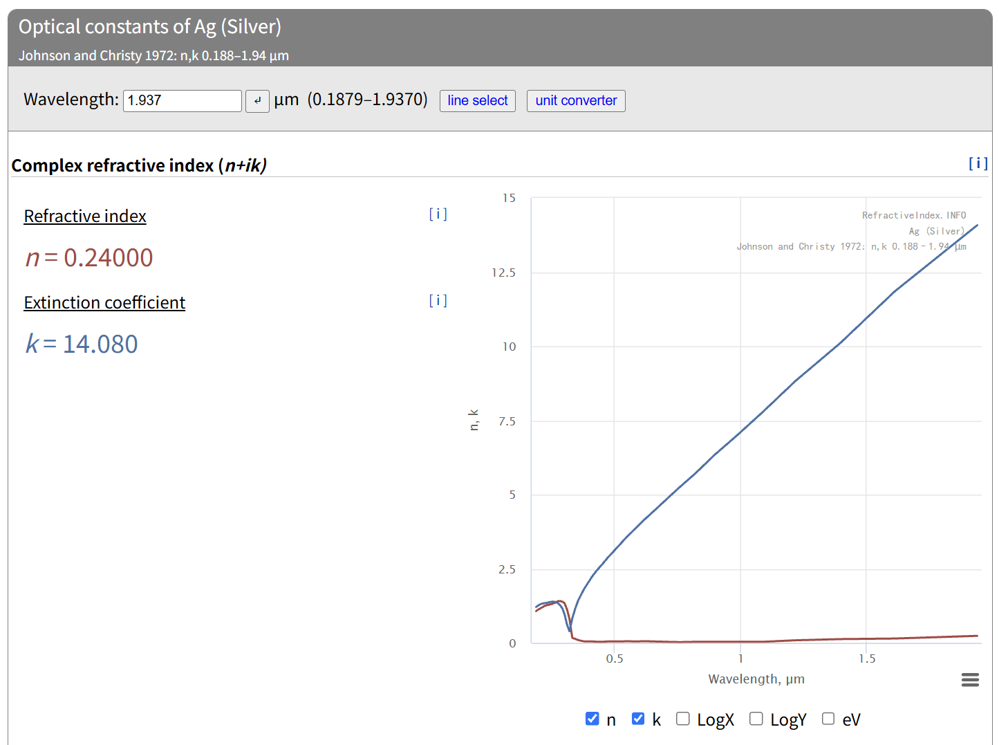 Optical constants of Ag (Silver)
Johnson and Christy 1972: n,k 0.188–1.94 µm
Wavelength: 1.937 ↲ µm (0.1879–1.9370) line select unit converter
Complex refractive index (n+ik) [ i ]
Refractive index [ i ]
n = 0.24000
Extinction coefficient [ i ]
k = 14.080
15
12.5
10
7.5
5
2.5
0
n, k
RefractiveIndex.INFO
Ag (Silver)
Johnson and Christy 1972: n,k 0.188-1.94 µm
0.5 1 1.5
Wavelength, µm
n k LogX LogY eV